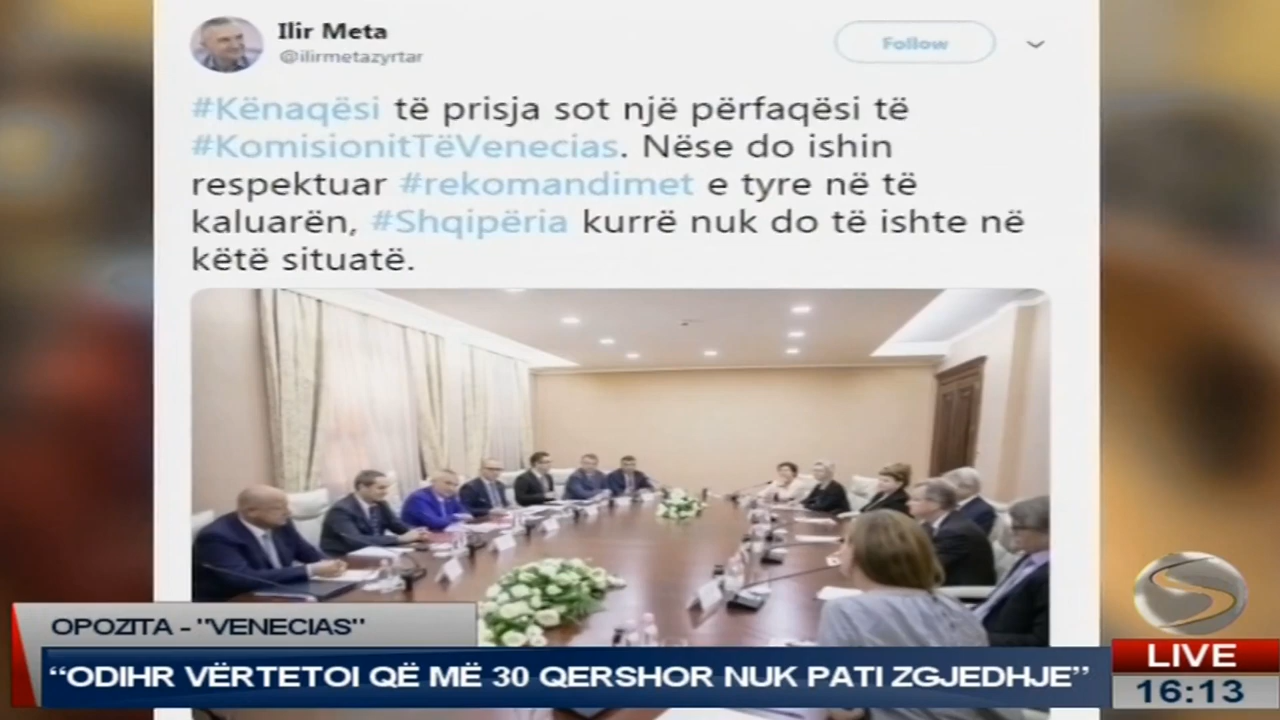 Ilir Meta
@ilirmetazyrtar
Follow
#Kënaqësi të prisja sot një përfaqësi të
#KomisionitTëVenecias. Nëse do ishin
respektuar #rekomandimet e tyre në të
kaluarën, #Shqipëria kurrë nuk do të ishte në
këtë situatë.
OPOZITA - "VENECIAS"
“ODIHR VËRTETOI QË MË 30 QERSHOR NUK PATI ZGJEDHJE”
LIVE
16:13